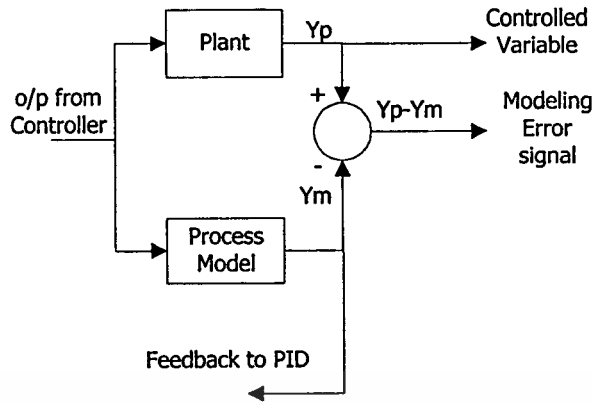 Controlled
Variable
Plant
Yp
o/p from
Controller
+
Yp-Ym
Modeling
Error
signal
-
Ym
Process
Model
Feedback to PID